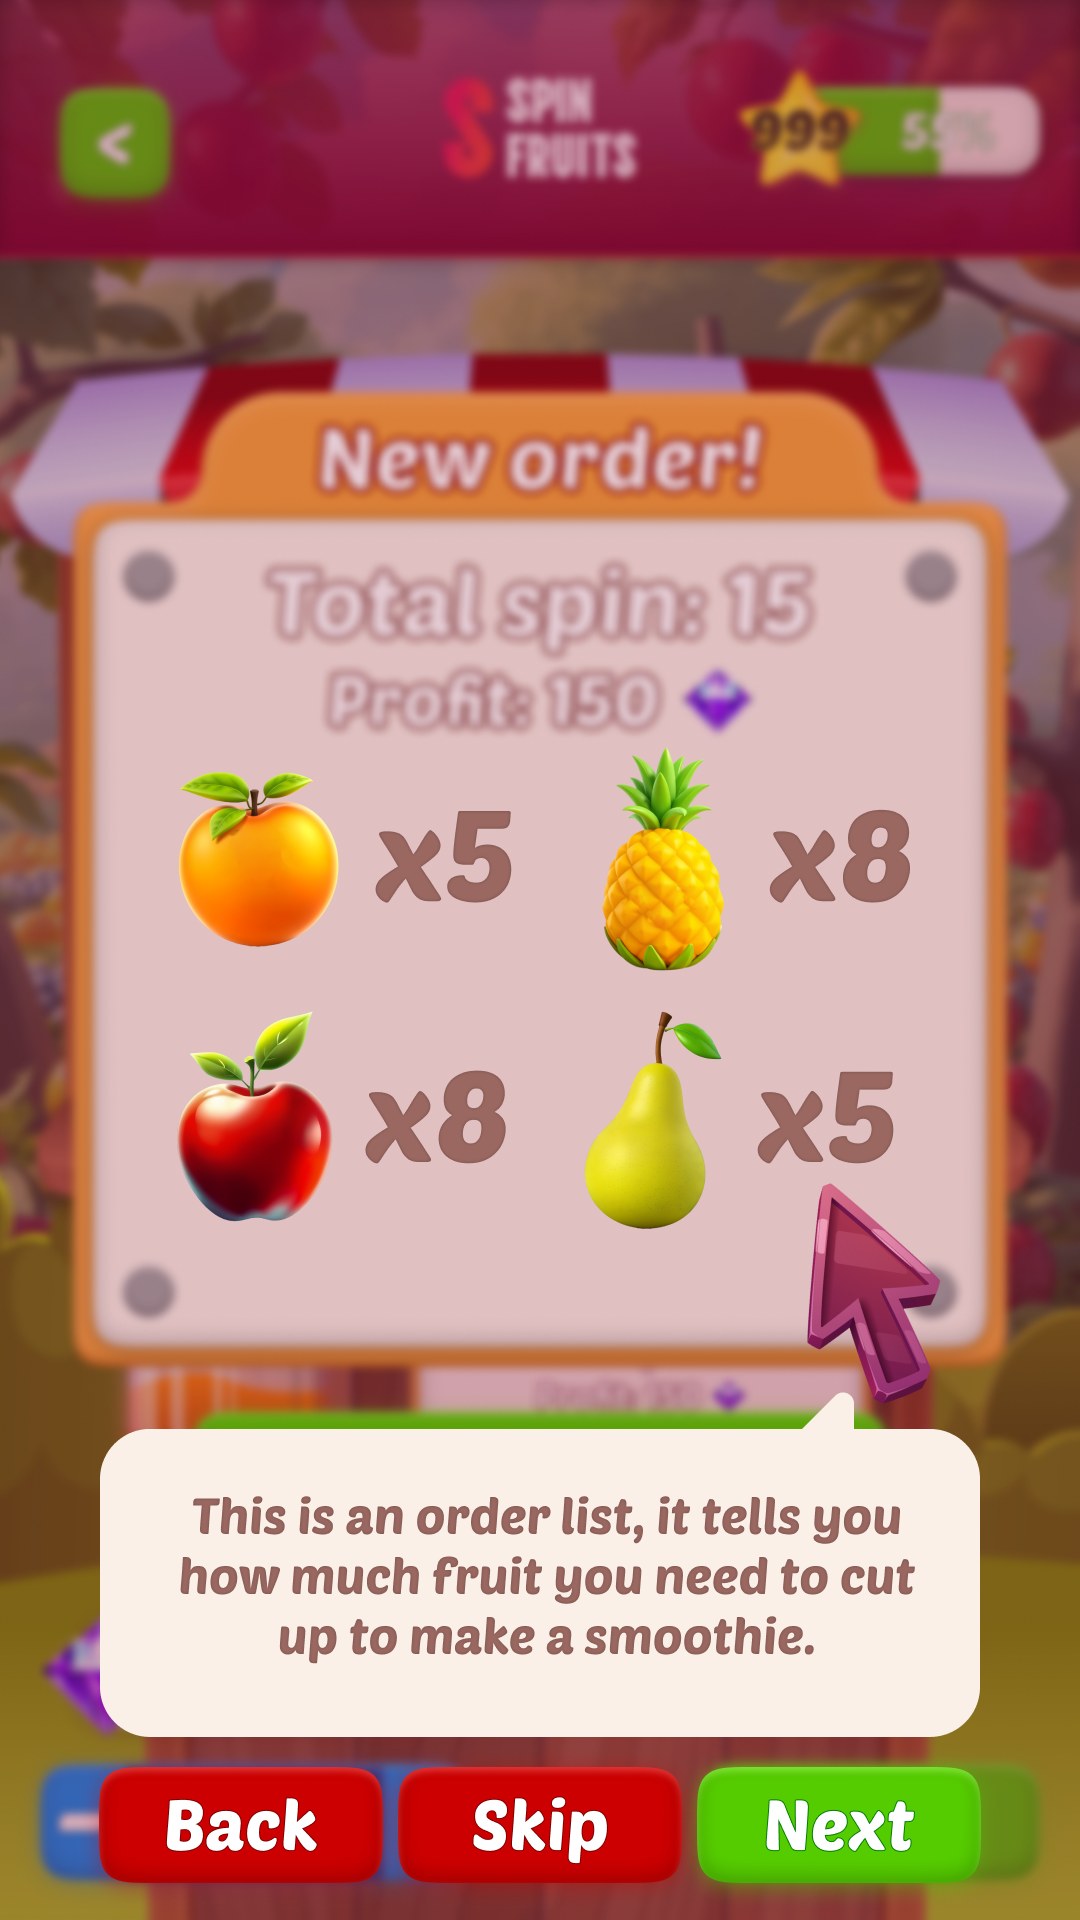 <
SPIN
FRUITS
999
55%
New order!
Total spin: 15
Profit: 150
x5
x8
x8
x5
This is an order list, it tells you
how much fruit you need to cut
up to make a smoothie.
Back
Skip
Next